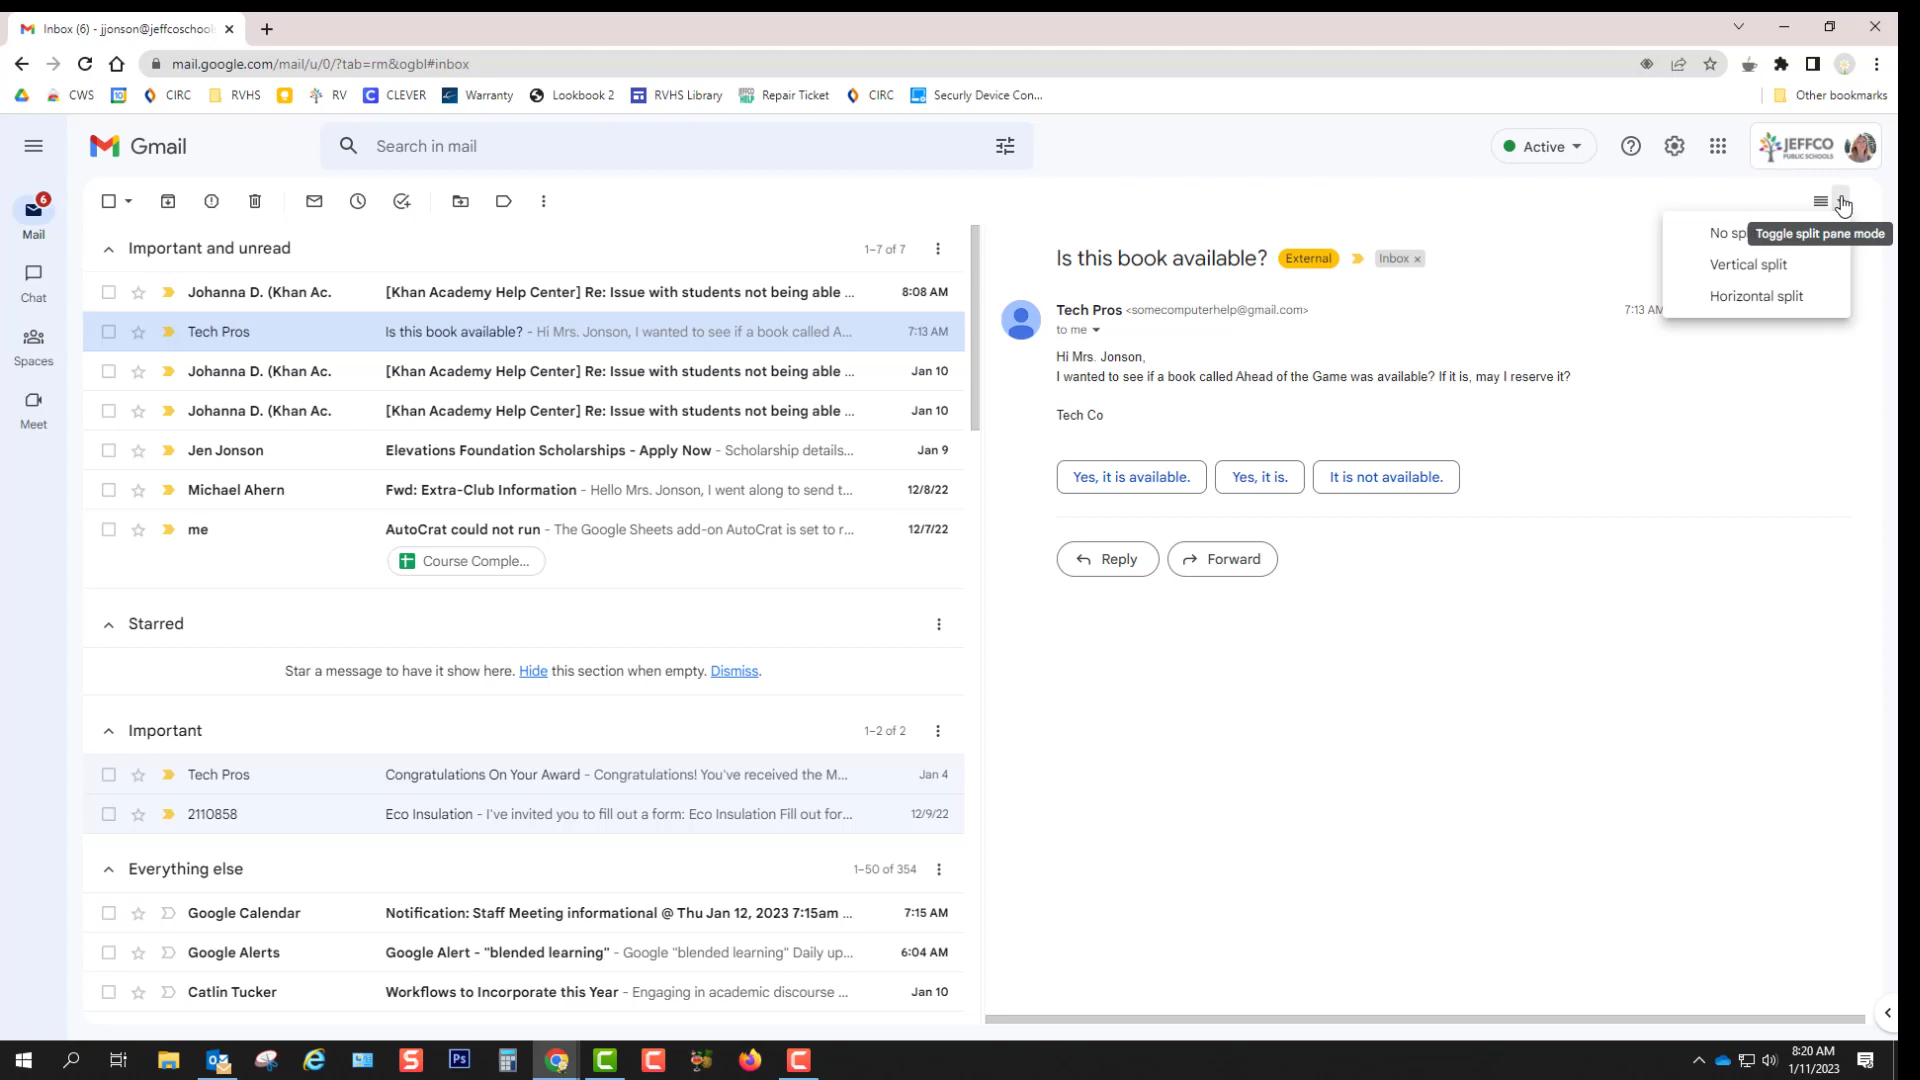 Inbox (6) - jjonson@jeffcoschool
mail.google.com/mail/u/0/?tab=rm&ogbl#inbox
CWS CIRC RVHS RV CLEVER Warranty Lookbook 2 RVHS Library Repair Ticket CIRC Securly Device Con... Other bookmarks
Gmail
Search in mail
Active
JEFFCO
PUBLIC SCHOOLS
6
Mail
Chat
Spaces
Meet
Important and unread 1–7 of 7
Johanna D. (Khan Ac. [Khan Academy Help Center] Re: Issue with students not being able ... 8:08 AM
Tech Pros Is this book available? - Hi Mrs. Jonson, I wanted to see if a book called A... 7:13 AM
Johanna D. (Khan Ac. [Khan Academy Help Center] Re: Issue with students not being able ... Jan 10
Johanna D. (Khan Ac. [Khan Academy Help Center] Re: Issue with students not being able ... Jan 10
Jen Jonson Elevations Foundation Scholarships - Apply Now - Scholarship details... Jan 9
Michael Ahern Fwd: Extra-Club Information - Hello Mrs. Jonson, I went along to send t... 12/8/22
me AutoCrat could not run - The Google Sheets add-on AutoCrat is set to r... 12/7/22
Course Comple...
Starred
Star a message to have it show here. Hide this section when empty. Dismiss.
Important 1–2 of 2
Tech Pros Congratulations On Your Award - Congratulations! You've received the M... Jan 4
2110858 Eco Insulation - I've invited you to fill out a form: Eco Insulation Fill out for... 12/9/22
Everything else 1–50 of 354
Google Calendar Notification: Staff Meeting informational @ Thu Jan 12, 2023 7:15am ... 7:15 AM
Google Alerts Google Alert - "blended learning" - Google "blended learning" Daily up... 6:04 AM
Catlin Tucker Workflows to Incorporate this Year - Engaging in academic discourse ... Jan 10
No sp
Toggle split pane mode
Vertical split
Horizontal split
Is this book available? External Inbox x
Tech Pros <somecomputerhelp@gmail.com> 7:13 AM
to me
Hi Mrs. Jonson,
I wanted to see if a book called Ahead of the Game was available? If it is, may I reserve it?
Tech Co
Yes, it is available. Yes, it is. It is not available.
Reply Forward
8:20 AM
1/11/2023